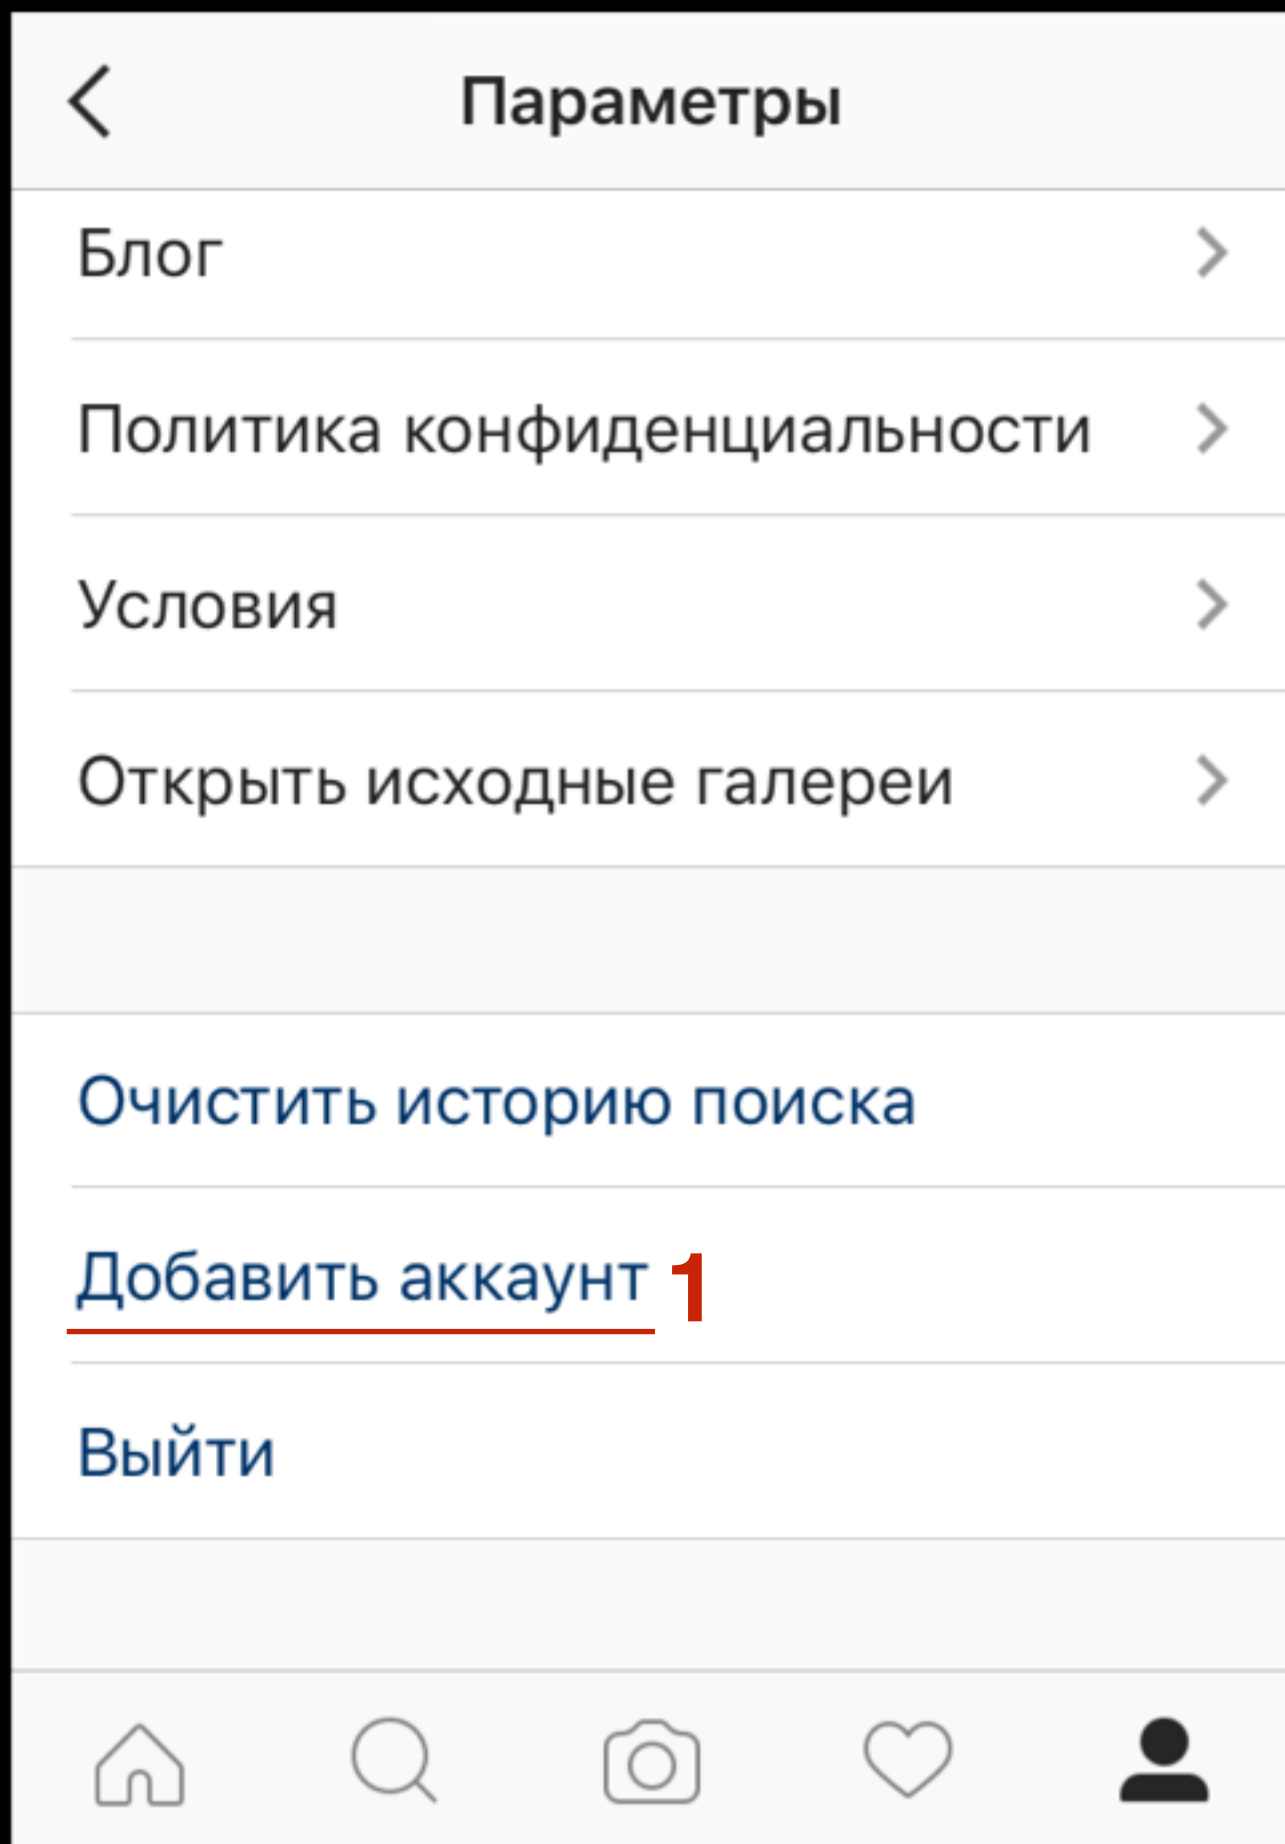 Параметры
Блог
Политика конфиденциальности
Условия
Открыть исходные галереи
Очистить историю поиска
Добавить аккаунт 1
Выйти